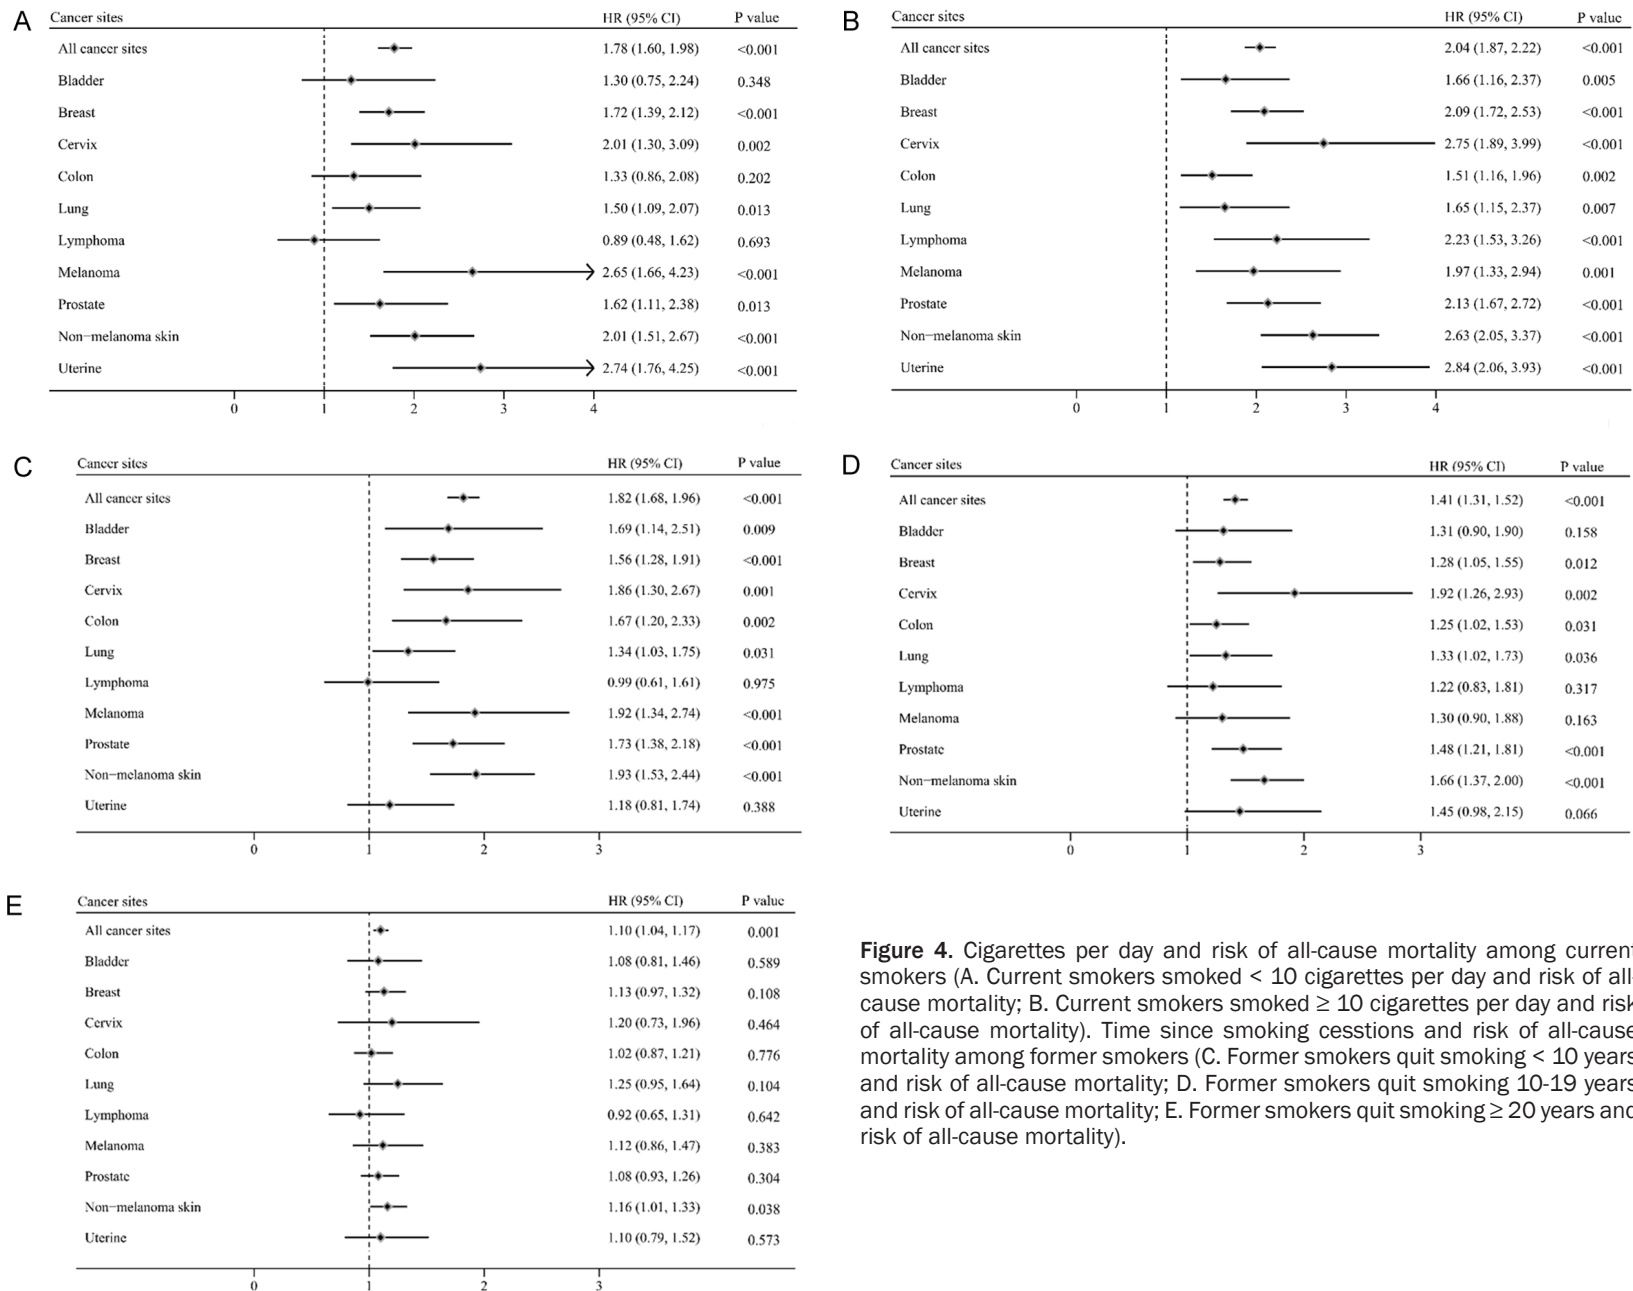 A
Cancer sites HR (95% CI) P value
All cancer sites 1.78 (1.60, 1.98) <0.001
Bladder 1.30 (0.75, 2.24) 0.348
Breast 1.72 (1.39, 2.12) <0.001
Cervix 2.01 (1.30, 3.09) 0.002
Colon 1.33 (0.86, 2.08) 0.202
Lung 1.50 (1.09, 2.07) 0.013
Lymphoma 0.89 (0.48, 1.62) 0.693
Melanoma 2.65 (1.66, 4.23) <0.001
Prostate 1.62 (1.11, 2.38) 0.013
Non−melanoma skin 2.01 (1.51, 2.67) <0.001
Uterine 2.74 (1.76, 4.25) <0.001
0 1 2 3 4
B
Cancer sites HR (95% CI) P value
All cancer sites 2.04 (1.87, 2.22) <0.001
Bladder 1.66 (1.16, 2.37) 0.005
Breast 2.09 (1.72, 2.53) <0.001
Cervix 2.75 (1.89, 3.99) <0.001
Colon 1.51 (1.16, 1.96) 0.002
Lung 1.65 (1.15, 2.37) 0.007
Lymphoma 2.23 (1.53, 3.26) <0.001
Melanoma 1.97 (1.33, 2.94) 0.001
Prostate 2.13 (1.67, 2.72) <0.001
Non−melanoma skin 2.63 (2.05, 3.37) <0.001
Uterine 2.84 (2.06, 3.93) <0.001
0 1 2 3 4
C
Cancer sites HR (95% CI) P value
All cancer sites 1.82 (1.68, 1.96) <0.001
Bladder 1.69 (1.14, 2.51) 0.009
Breast 1.56 (1.28, 1.91) <0.001
Cervix 1.86 (1.30, 2.67) 0.001
Colon 1.67 (1.20, 2.33) 0.002
Lung 1.34 (1.03, 1.75) 0.031
Lymphoma 0.99 (0.61, 1.61) 0.975
Melanoma 1.92 (1.34, 2.74) <0.001
Prostate 1.73 (1.38, 2.18) <0.001
Non−melanoma skin 1.93 (1.53, 2.44) <0.001
Uterine 1.18 (0.81, 1.74) 0.388
0 1 2 3
D
Cancer sites HR (95% CI) P value
All cancer sites 1.41 (1.31, 1.52) <0.001
Bladder 1.31 (0.90, 1.90) 0.158
Breast 1.28 (1.05, 1.55) 0.012
Cervix 1.92 (1.26, 2.93) 0.002
Colon 1.25 (1.02, 1.53) 0.031
Lung 1.33 (1.02, 1.73) 0.036
Lymphoma 1.22 (0.83, 1.81) 0.317
Melanoma 1.30 (0.90, 1.88) 0.163
Prostate 1.48 (1.21, 1.81) <0.001
Non−melanoma skin 1.66 (1.37, 2.00) <0.001
Uterine 1.45 (0.98, 2.15) 0.066
0 1 2 3
E
Cancer sites HR (95% CI) P value
All cancer sites 1.10 (1.04, 1.17) 0.001
Bladder 1.08 (0.81, 1.46) 0.589
Breast 1.13 (0.97, 1.32) 0.108
Cervix 1.20 (0.73, 1.96) 0.464
Colon 1.02 (0.87, 1.21) 0.776
Lung 1.25 (0.95, 1.64) 0.104
Lymphoma 0.92 (0.65, 1.31) 0.642
Melanoma 1.12 (0.86, 1.47) 0.383
Prostate 1.08 (0.93, 1.26) 0.304
Non−melanoma skin 1.16 (1.01, 1.33) 0.038
Uterine 1.10 (0.79, 1.52) 0.573
0 1 2 3
Figure 4. Cigarettes per day and risk of all-cause mortality among current
smokers (A. Current smokers smoked < 10 cigarettes per day and risk of all-
cause mortality; B. Current smokers smoked ≥ 10 cigarettes per day and risk
of all-cause mortality). Time since smoking cesstions and risk of all-cause
mortality among former smokers (C. Former smokers quit smoking < 10 years
and risk of all-cause mortality; D. Former smokers quit smoking 10-19 years
and risk of all-cause mortality; E. Former smokers quit smoking ≥ 20 years and
risk of all-cause mortality).